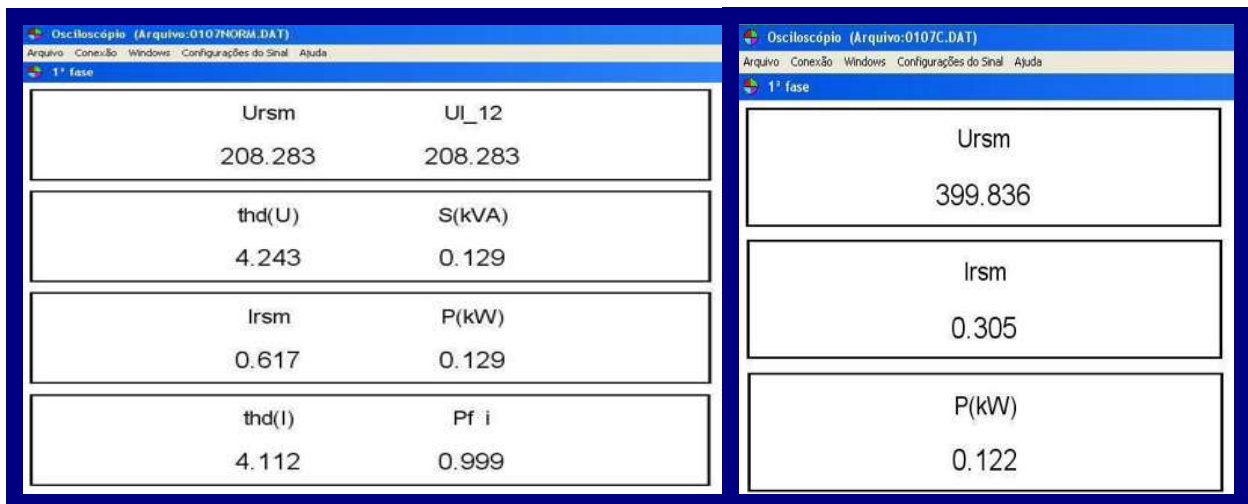 Osciloscópio (Arquivo:0107NORM.DAT)
Arquivo Conexão Windows Configurações do Sinal Ajuda
1ª fase
Ursm UI_12
208.283 208.283
thd(U) S(kVA)
4.243 0.129
Irsm P(kW)
0.617 0.129
thd(I) Pf i
4.112 0.999
Osciloscópio (Arquivo:0107C.DAT)
Arquivo Conexão Windows Configurações do Sinal Ajuda
1ª fase
Ursm
399.836
Irsm
0.305
P(kW)
0.122